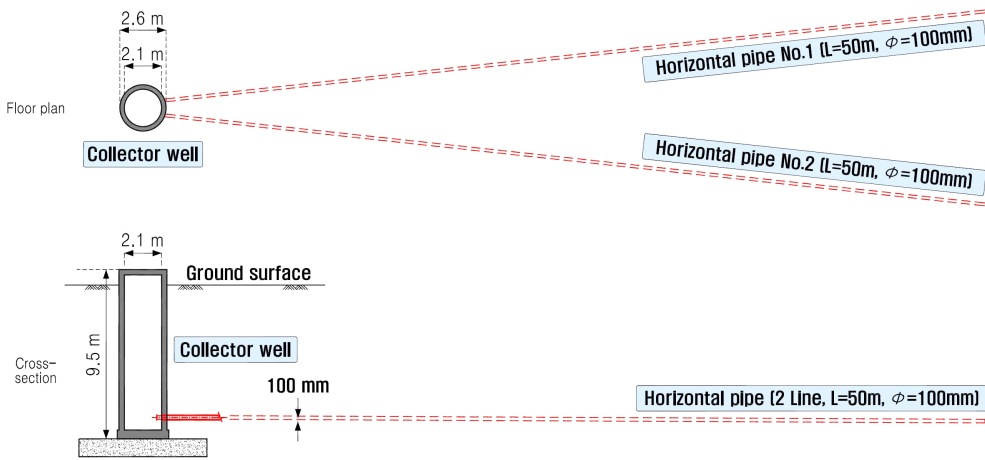 2.6 m
2.1 m
Horizontal pipe No.1 (L=50m, Φ=100mm)
Floor plan
Collector well
Horizontal pipe No.2 (L=50m, Φ=100mm)
2.1 m
Ground surface
9.5 m
Collector well
Cross-
section
100 mm
Horizontal pipe (2 Line, L=50m, Φ=100mm)